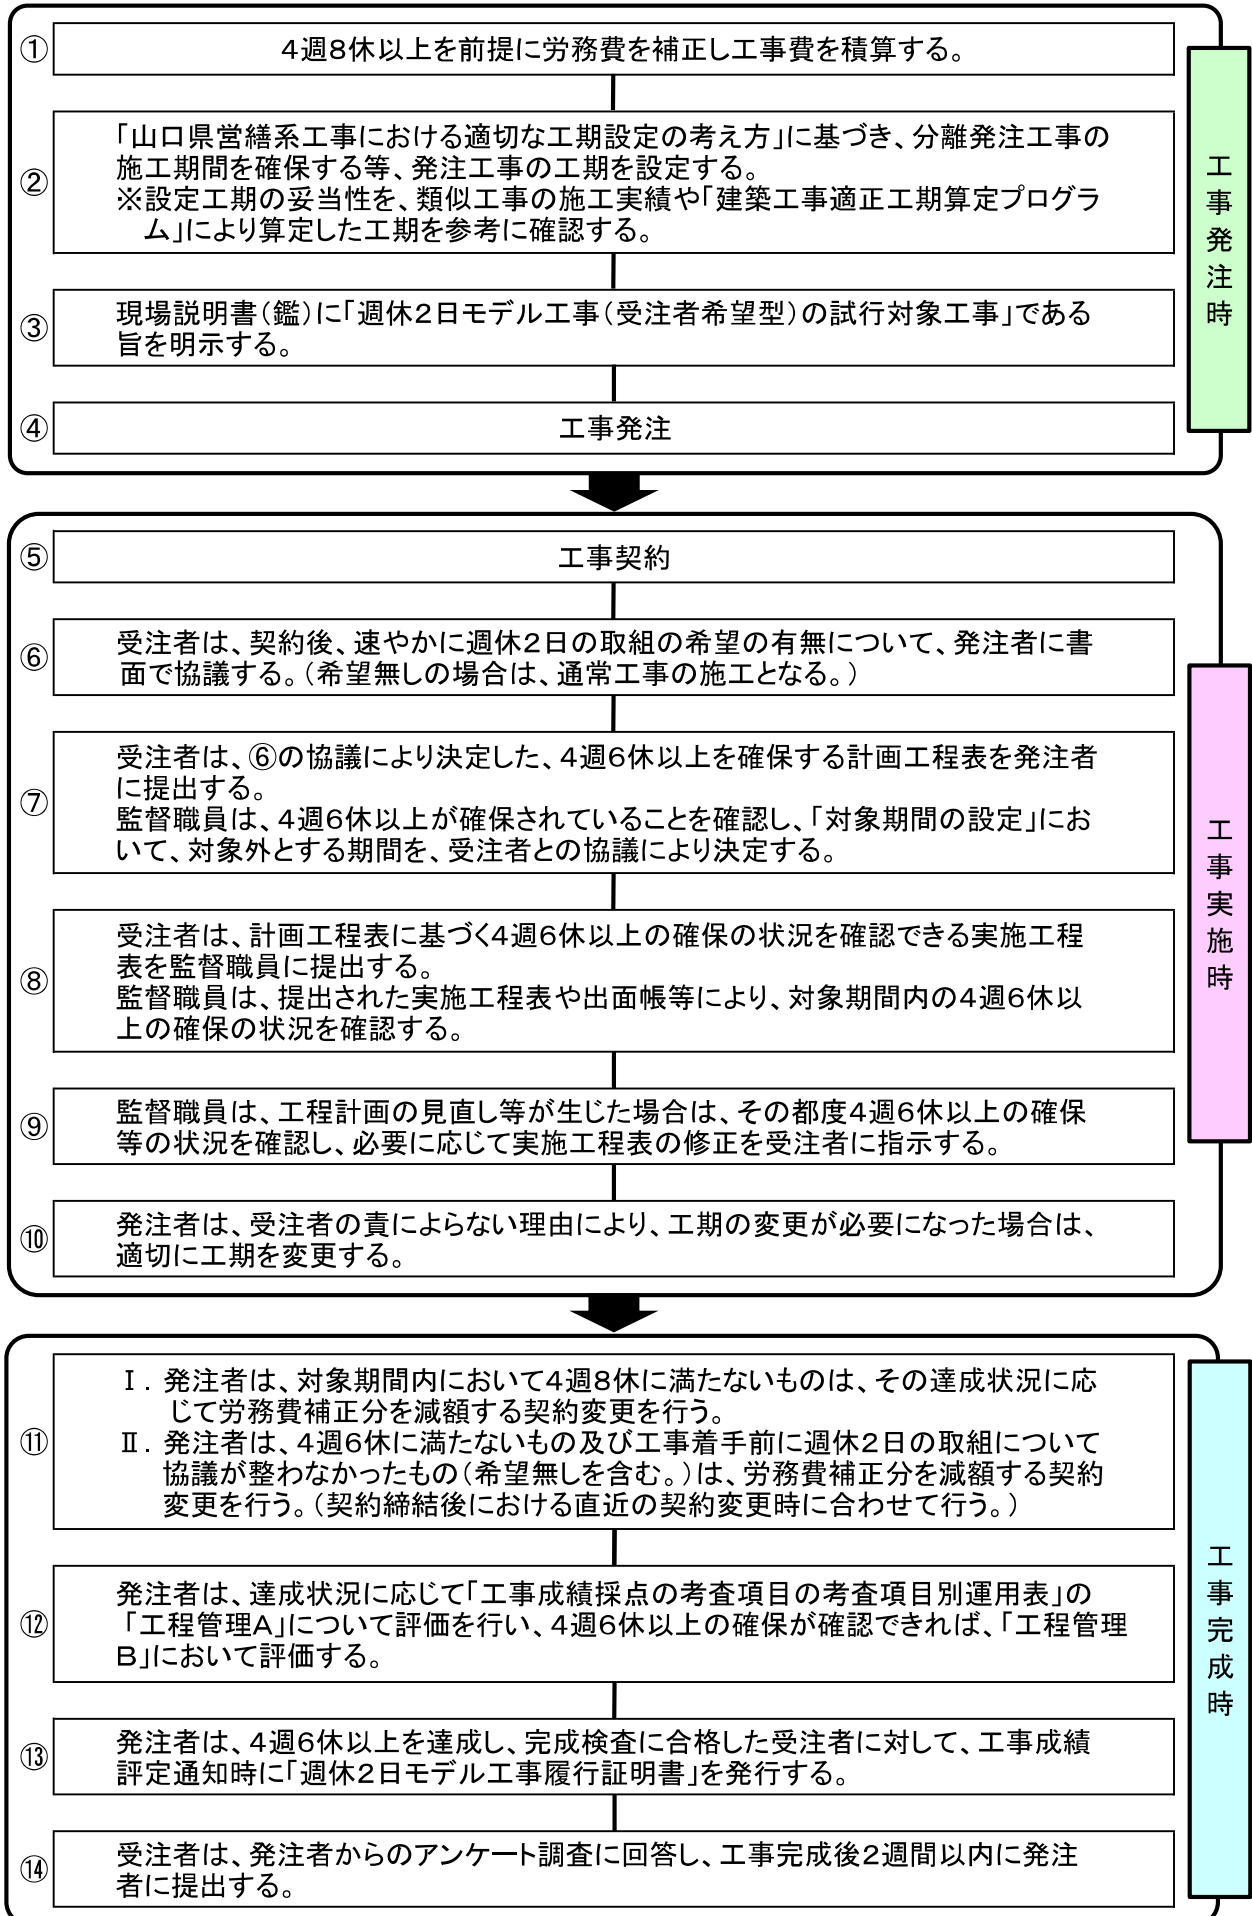 ① 4週8休以上を前提に労務費を補正し工事費を積算する。
② 「山口県営繕系工事における適切な工期設定の考え方」に基づき、分離発注工事の
施工期間を確保する等、発注工事の工期を設定する。
※設定工期の妥当性を、類似工事の施工実績や「建築工事適正工期算定プログラ
ム」により算定した工期を参考に確認する。
③ 現場説明書(鑑)に「週休2日モデル工事(受注者希望型)の試行対象工事」である
旨を明示する。
④ 工事発注
工事発注時
⑤ 工事契約
⑥ 受注者は、契約後、速やかに週休2日の取組の希望の有無について、発注者に書
面で協議する。(希望無しの場合は、通常工事の施工となる。)
⑦ 受注者は、⑥の協議により決定した、4週6休以上を確保する計画工程表を発注者
に提出する。
監督職員は、4週6休以上が確保されていることを確認し、「対象期間の設定」にお
いて、対象外とする期間を、受注者との協議により決定する。
⑧ 受注者は、計画工程表に基づく4週6休以上の確保の状況を確認できる実施工程
表を監督職員に提出する。
監督職員は、提出された実施工程表や出面帳等により、対象期間内の4週6休以
上の確保の状況を確認する。
⑨ 監督職員は、工程計画の見直し等が生じた場合は、その都度4週6休以上の確保
等の状況を確認し、必要に応じて実施工程表の修正を受注者に指示する。
⑩ 発注者は、受注者の責によらない理由により、工期の変更が必要になった場合は、
適切に工期を変更する。
工事実施時
⑪ Ⅰ.発注者は、対象期間内において4週8休に満たないものは、その達成状況に応
じて労務費補正分を減額する契約変更を行う。
Ⅱ.発注者は、4週6休に満たないもの及び工事着手前に週休2日の取組について
協議が整わなかったもの(希望無しを含む。)は、労務費補正分を減額する契約
変更を行う。(契約締結後における直近の契約変更時に合わせて行う。)
⑫ 発注者は、達成状況に応じて「工事成績採点の考査項目の考査項目別運用表」の
「工程管理A」について評価を行い、4週6休以上の確保が確認できれば、「工程管理
B」において評価する。
⑬ 発注者は、4週6休以上を達成し、完成検査に合格した受注者に対して、工事成績
評定通知時に「週休2日モデル工事履行証明書」を発行する。
⑭ 受注者は、発注者からのアンケート調査に回答し、工事完成後2週間以内に発注
者に提出する。
工事完成時